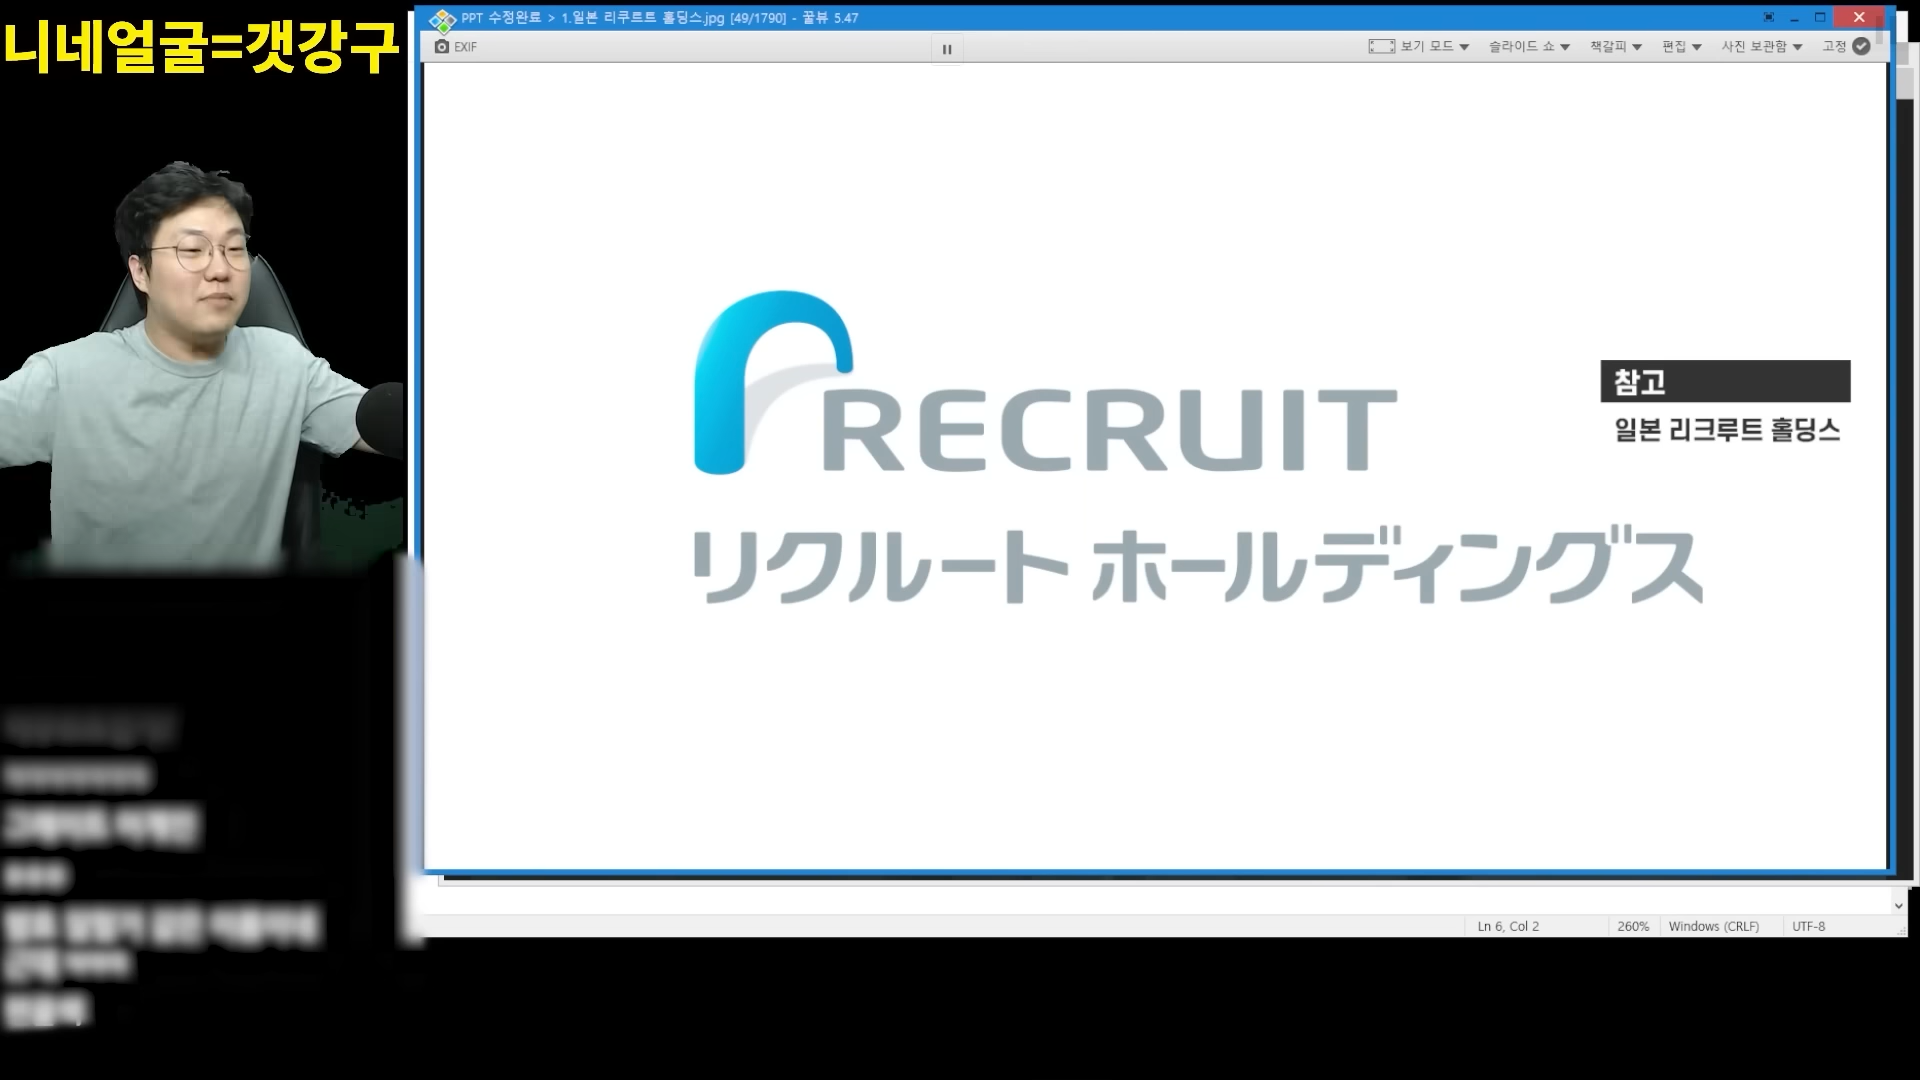 니네얼굴=갯강구
PPT 수정완료 > 1.일본 리쿠르트 홀딩스.jpg [49/1790] - 꿀뷰 5.47
EXIF
보기 모드
슬라이드 쇼
책갈피
편집
사진 보관함
고정
RECRUIT
リクルート ホールディングス
참고
일본 리크루트 홀딩스
Ln 6, Col 2
260%
Windows (CRLF)
UTF-8